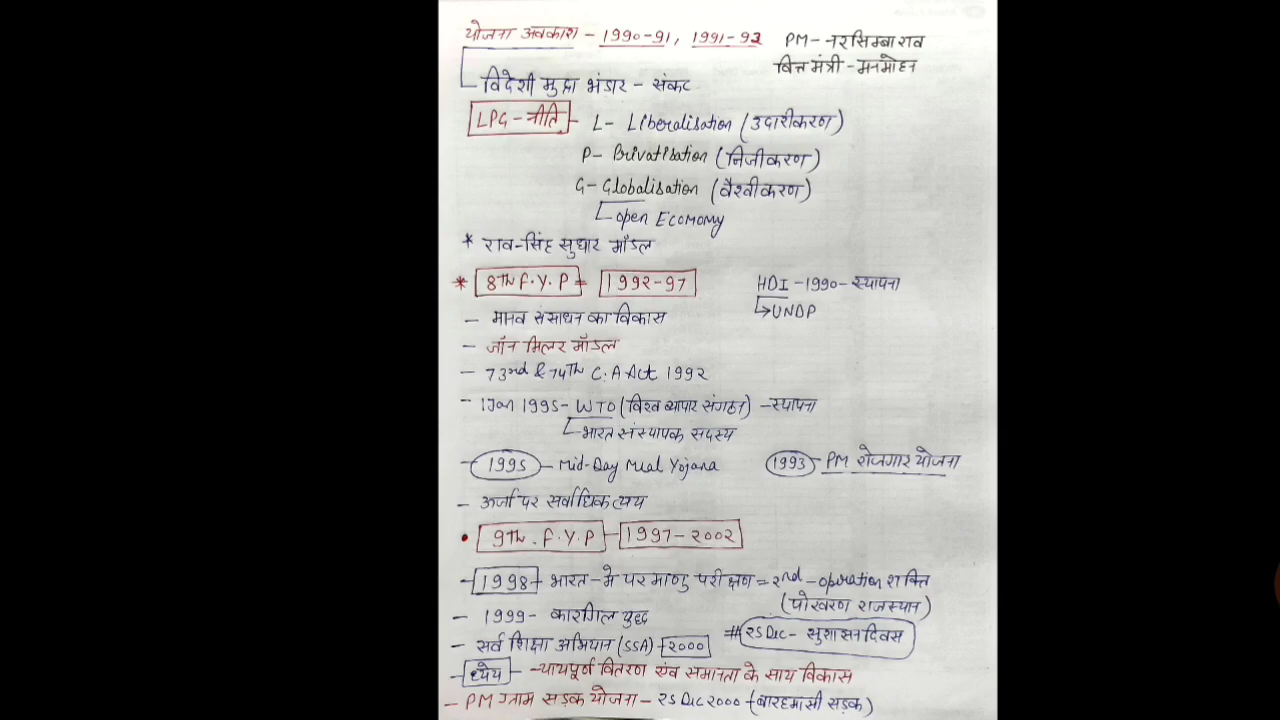 योजना अवकाश - 1990-91, 1991-92 PM- नरसिम्बाराव
वित्त मंत्री - मनमोहन
विदेशी मुद्रा भंडार - संकट
LPG - नीति - L - Liberalisation (उदारीकरण)
P - Privatisation (निजीकरण)
G - Globalisation (वैश्वीकरण)
open Economy
* राव-सिंह सुधार मॉडल
* 8TH F.Y.P = 1992-97 HDI - 1990 - स्थापना
→ UNDP
- मानव संसाधन का विकास
- जॉन मिलर मॉडल
- 73rd & 74TH C.A Act 1992
- 1 Jan 1995 - WTO (विश्व व्यापार संगठन) - स्थापना
भारत संस्थापक सदस्य
- 1995 - Mid-Day Meal Yojana 1993 - PM रोजगार योजना
- ऊर्जा पर सर्वाधिक व्यय
• 9TH. F.Y.P - 1997-2002
- 1998 - भारत - मे परमाणु परीक्षण = 2nd - operation शक्ति
(पोखरण राजस्थान)
- 1999 - कारगिल युद्ध
# 25 Dec - सुशासन दिवस
- सर्व शिक्षा अभियान (SSA) - 2000
- ध्येय - न्यायपूर्ण वितरण एंव समानता के साथ विकास
- PM ग्राम सड़क योजना - 25 Dec 2000 - (बारहमासी सड़क)